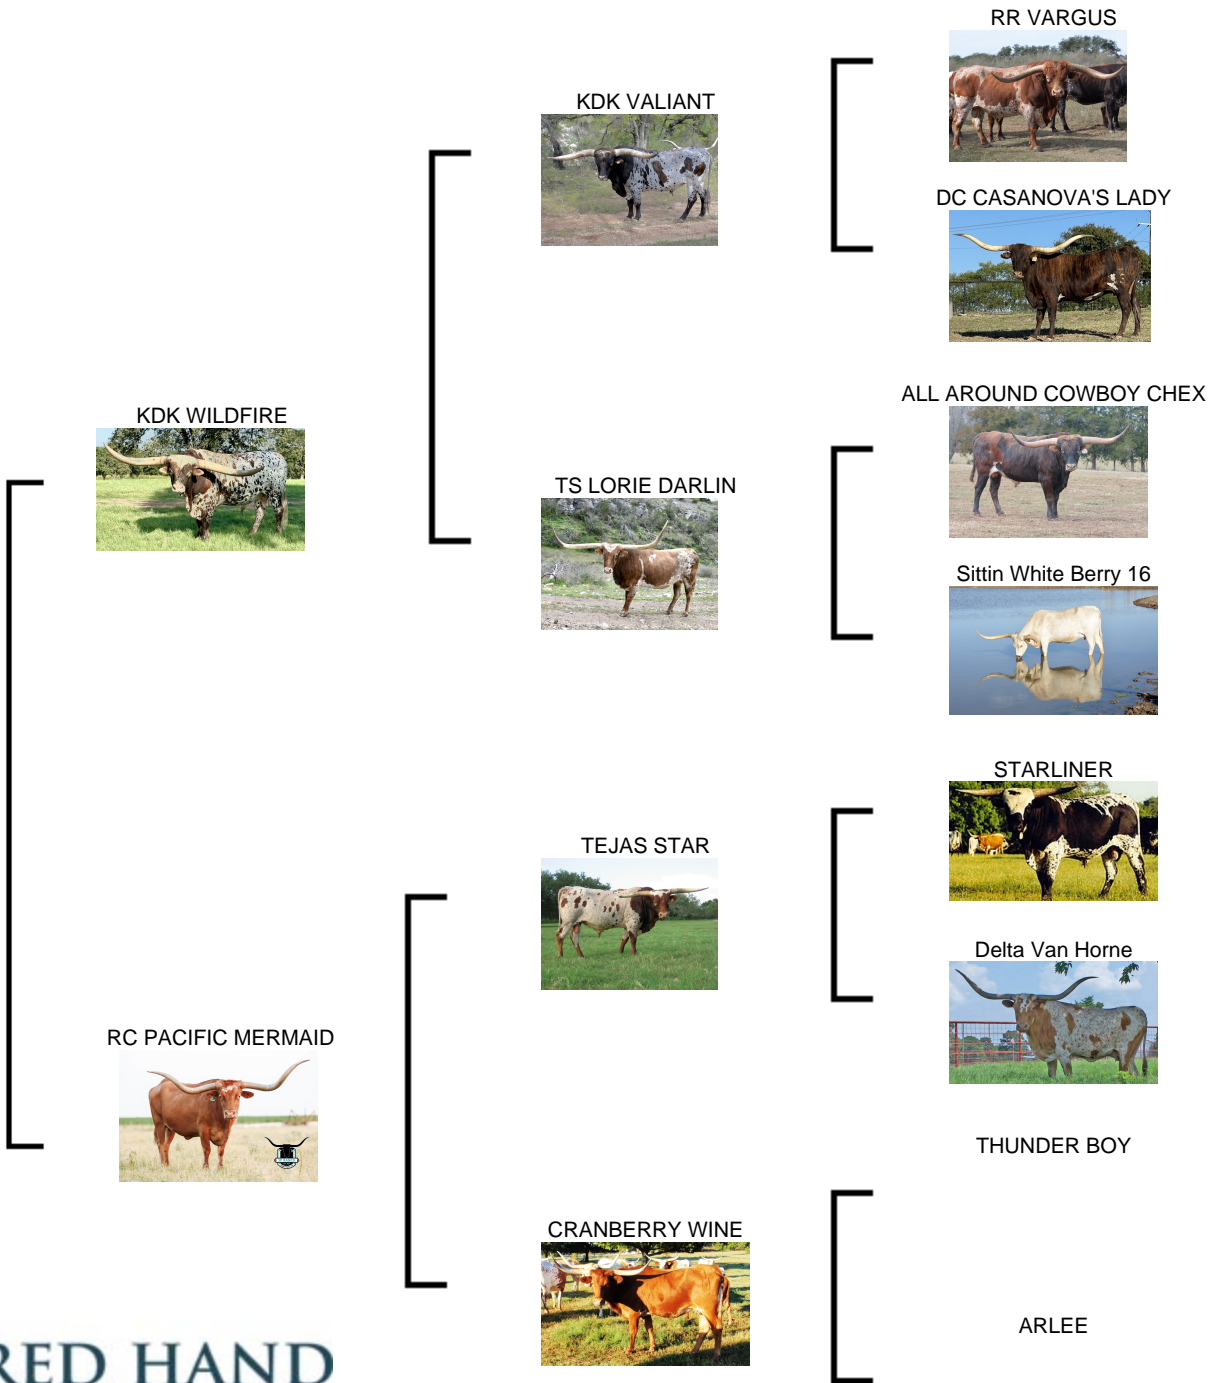 RR VARGUS
KDK VALIANT
DC CASANOVA'S LADY
ALL AROUND COWBOY CHEX
KDK WILDFIRE
TS LORIE DARLIN
Sittin White Berry 16
STARLINER
TEJAS STAR
Delta Van Horne
RC PACIFIC MERMAID
THUNDER BOY
CRANBERRY WINE
ARLEE
RED HAND